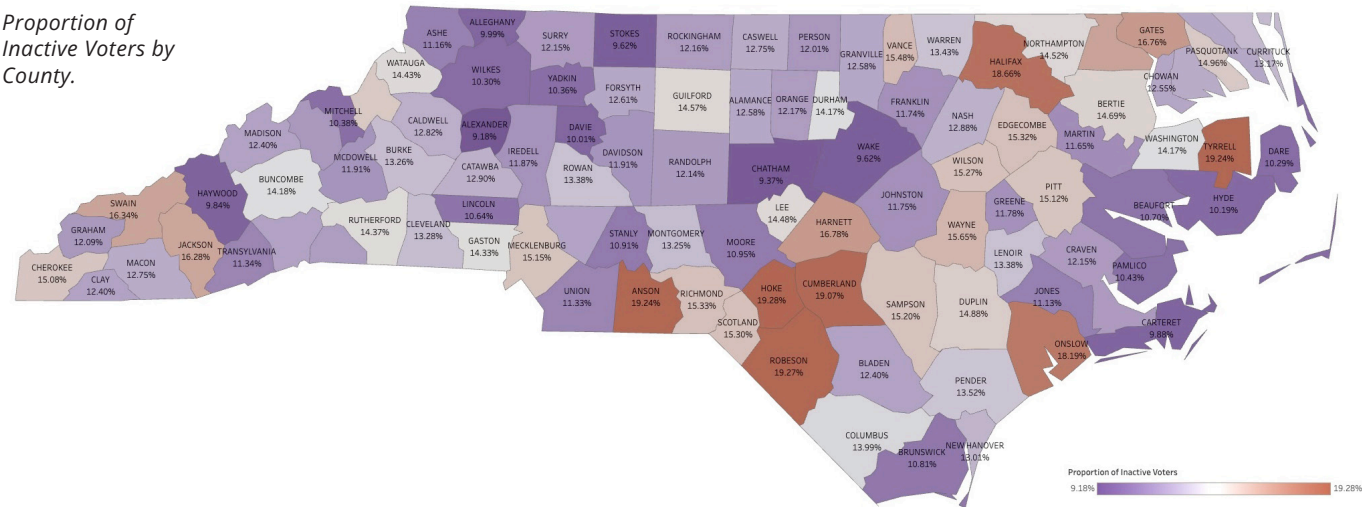 Proportion of
Inactive Voters by
County.
ALLEGHANY
9.99%
ASHE
11.16%
SURRY
12.15%
STOKES
9.62%
ROCKINGHAM
12.16%
CASWELL
12.75%
PERSON
12.01%
GRANVILLE
12.58%
VANCE
15.48%
WARREN
13.43%
HALIFAX
18.66%
NORTHAMPTON
14.52%
GATES
16.76%
PASQUOTANK
14.96%
CURRITUCK
13.17%
WATAUGA
14.43%
WILKES
10.30%
YADKIN
10.36%
FORSYTH
12.61%
GUILFORD
14.57%
ALAMANCE
12.58%
ORANGE
12.17%
DURHAM
14.17%
FRANKLIN
11.74%
NASH
12.88%
EDGECOMBE
15.32%
BERTIE
14.69%
CHOWAN
12.55%
MARTIN
11.65%
WASHINGTON
14.17%
TYRRELL
19.24%
DARE
10.29%
MADISON
12.40%
MITCHELL
10.38%
MCDOWELL
11.91%
BURKE
13.26%
CALDWELL
12.82%
ALEXANDER
9.18%
CATAWBA
12.90%
IREDELL
11.87%
DAVIE
10.01%
ROWAN
13.38%
DAVIDSON
11.91%
RANDOLPH
12.14%
CHATHAM
9.37%
WAKE
9.62%
WILSON
15.27%
PITT
15.12%
BEAUFORT
10.70%
HYDE
10.19%
SWAIN
16.34%
HAYWOOD
9.84%
BUNCOMBE
14.18%
GRAHAM
12.09%
JACKSON
16.28%
TRANSYLVANIA
11.34%
CHEROKEE
15.08%
CLAY
12.40%
MACON
12.75%
RUTHERFORD
14.37%
CLEVELAND
13.28%
LINCOLN
10.64%
GASTON
14.33%
MECKLENBURG
15.15%
STANLY
10.91%
MONTGOMERY
13.25%
MOORE
10.95%
LEE
14.48%
HARNETT
16.78%
JOHNSTON
11.75%
WAYNE
15.65%
GREENE
11.78%
LENOIR
13.38%
CRAVEN
12.15%
PAMLICO
10.43%
UNION
11.33%
ANSON
19.24%
RICHMOND
15.33%
SCOTLAND
15.30%
HOKE
19.28%
CUMBERLAND
19.07%
SAMPSON
15.20%
DUPLIN
14.88%
JONES
11.13%
CARTERET
9.88%
ONSLOW
18.19%
ROBESON
19.27%
BLADEN
12.40%
PENDER
13.52%
COLUMBUS
13.99%
BRUNSWICK
10.81%
NEW HANOVER
13.01%
Proportion of Inactive Voters
9.18%
19.28%